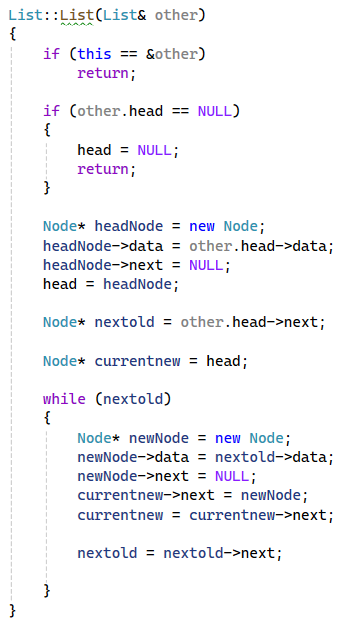 List::List(List& other)
{
    if (this == &other)
        return;

    if (other.head == NULL)
    {
        head = NULL;
        return;
    }

    Node* headNode = new Node;
    headNode->data = other.head->data;
    headNode->next = NULL;
    head = headNode;

    Node* nextold = other.head->next;

    Node* currentnew = head;

    while (nextold)
    {
        Node* newNode = new Node;
        newNode->data = nextold->data;
        newNode->next = NULL;
        currentnew->next = newNode;
        currentnew = currentnew->next;

        nextold = nextold->next;

    }
}